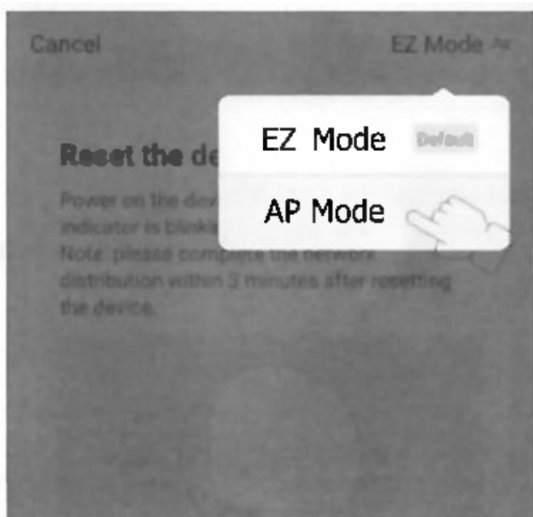 Cancel
EZ Mode
EZ Mode Default
AP Mode
Reset the de
Power on the dev
indicator is blinki
Note: please complete the network
distribution within 3 minutes after resetting
the device.